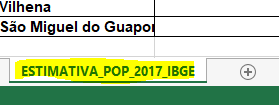 Vilhena
São Miguel do Guapor
ESTIMATIVA_POP_2017_IBGE